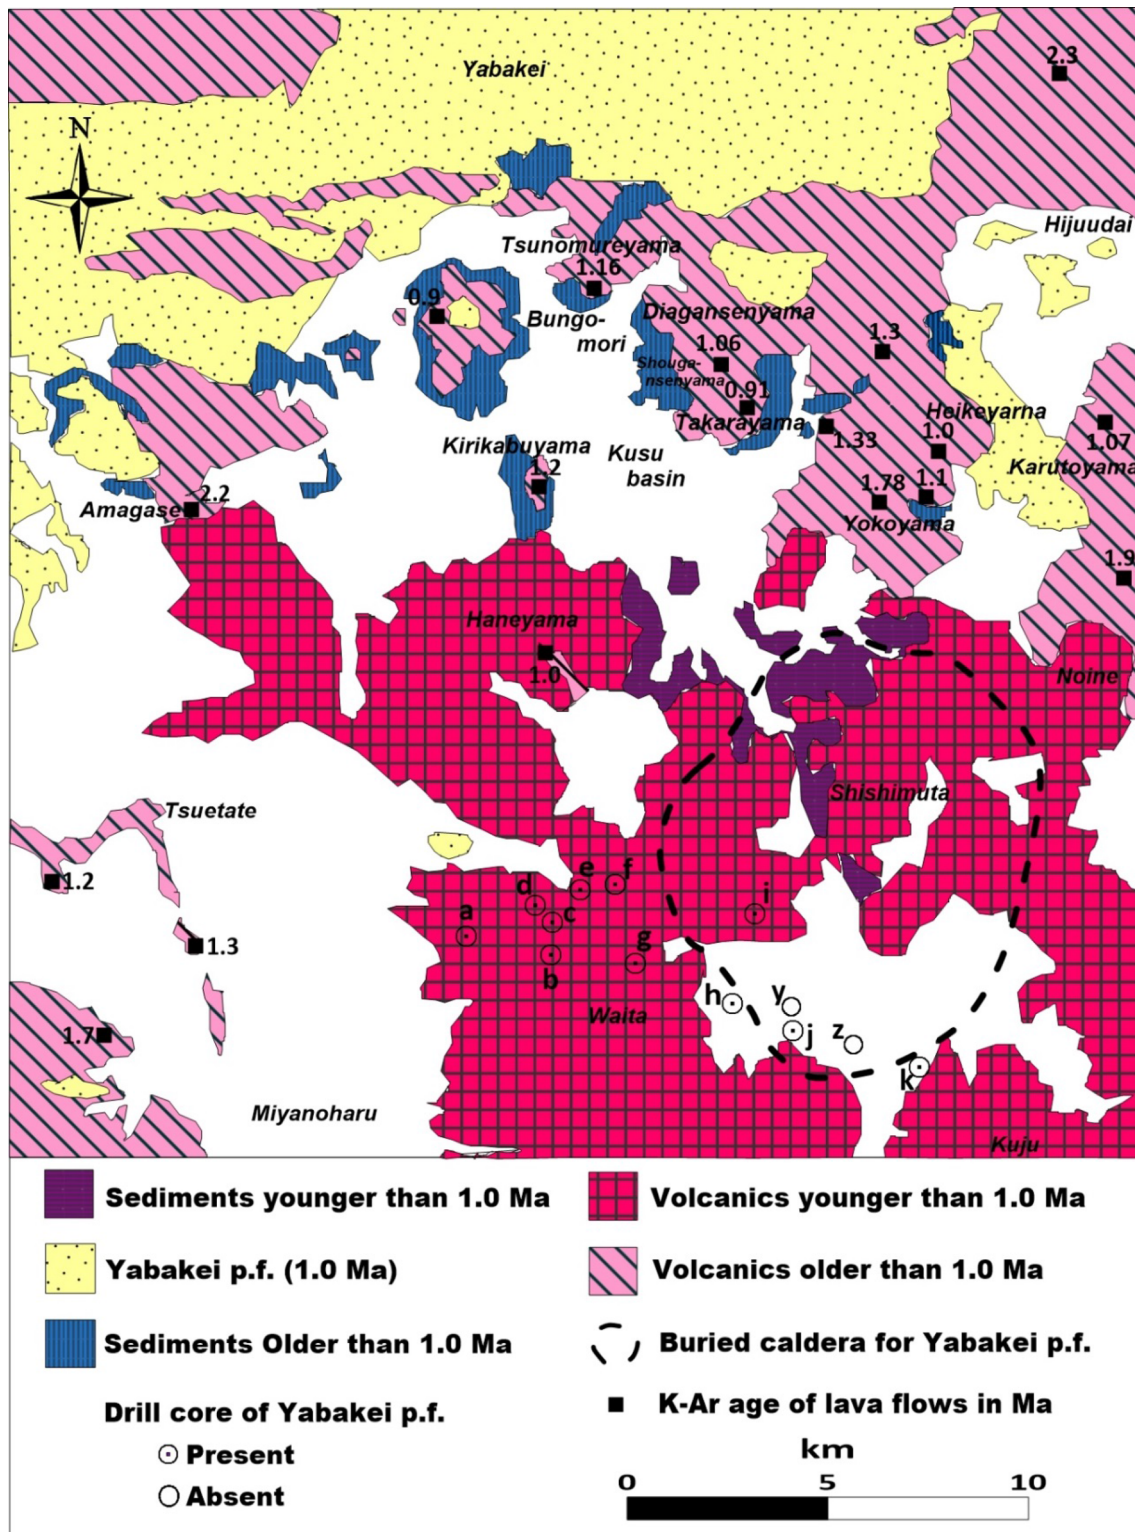 2.3
Yabakei
N
Hijuudai
Tsunomureyama
1.16
0.9
Bungo-
mori
Diagansenyama
1.3
1.06
Shouga-
nsenyama
0.91
Takarayama
Heikeyarna
1.0
1.33
1.07
Karutoyama
Kirikabuyama
1.2
Kusu
basin
1.78
1.1
Yokoyama
2.2
Amagase
1.9
Haneyama
1.0
Noine
Tsuetate
Shishimuta
1.2
e
f
d
c
i
a
b
g
1.3
h
y
Waita
j
z
1.7
k
Miyanoharu
Kuju
Sediments younger than 1.0 Ma
Volcanics younger than 1.0 Ma
Yabakei p.f. (1.0 Ma)
Volcanics older than 1.0 Ma
Sediments Older than 1.0 Ma
Buried caldera for Yabakei p.f.
Drill core of Yabakei p.f.
K-Ar age of lava flows in Ma
Present
Absent
km
0 5 10